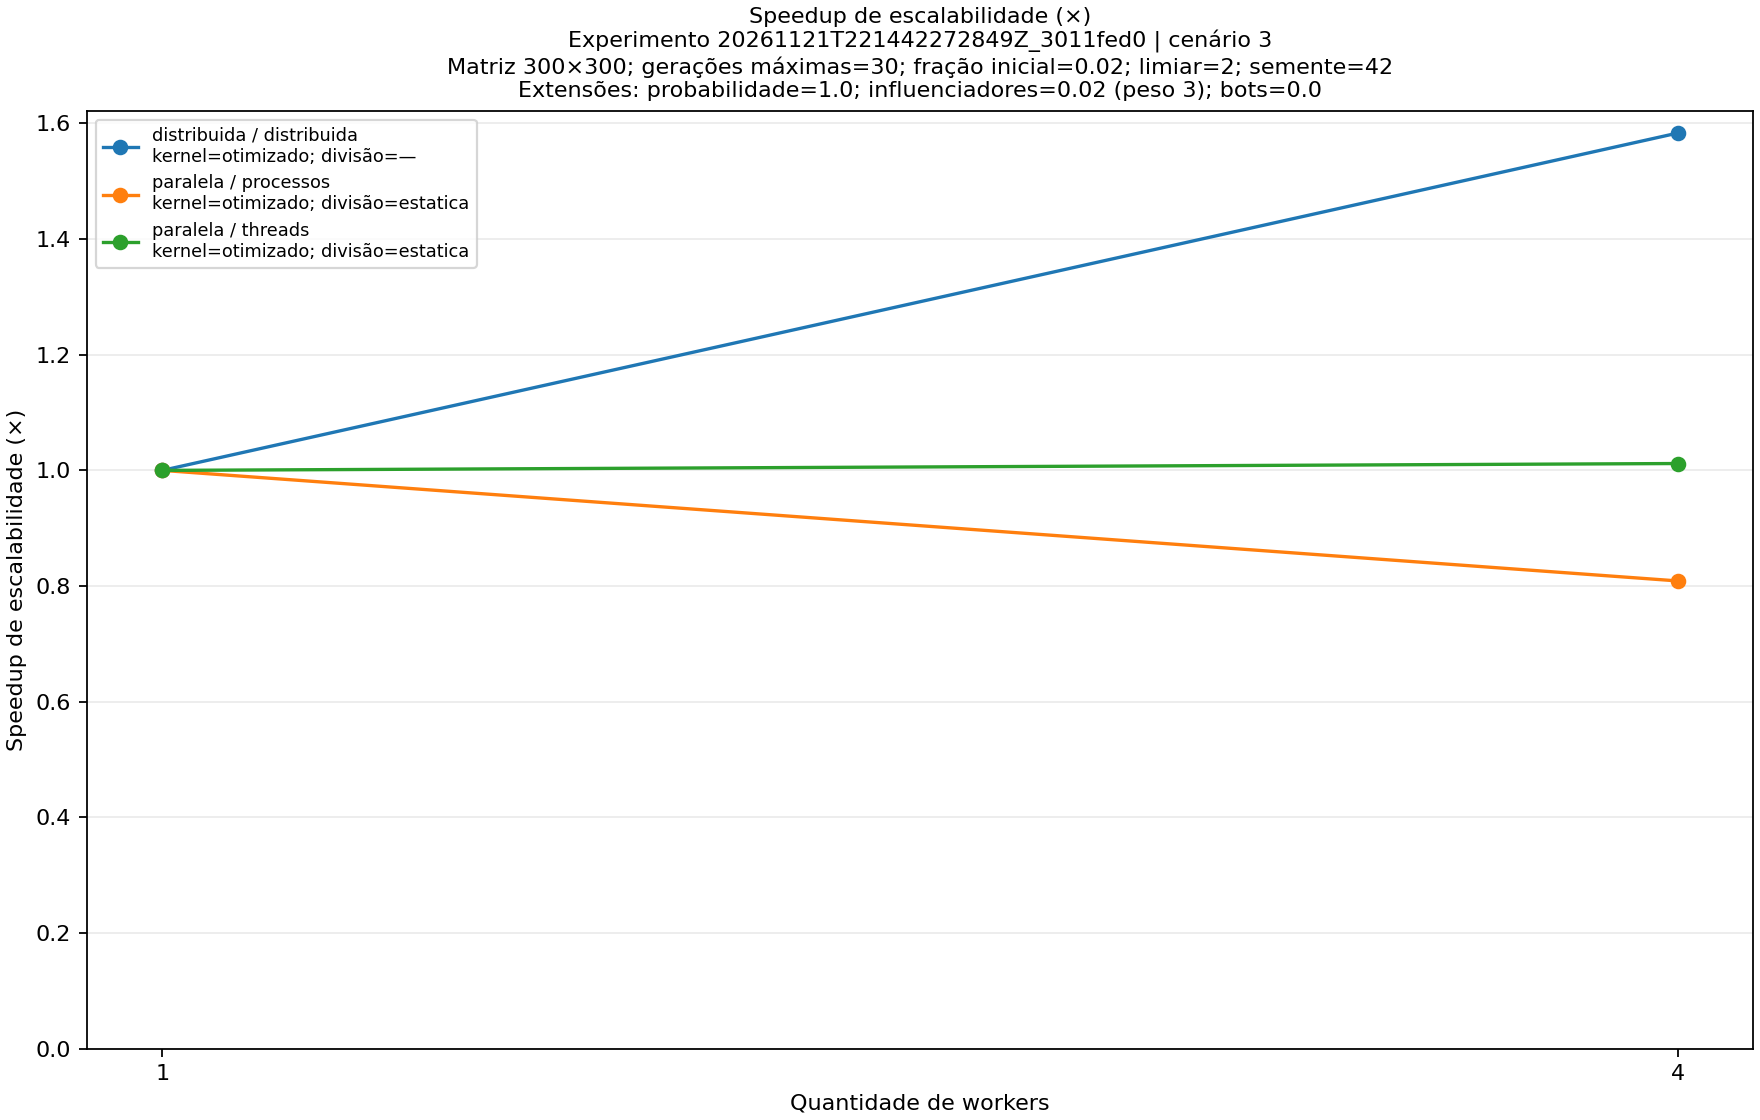 Speedup de escalabilidade (×)
Experimento 20261121T221442272849Z_3011fed0 | cenário 3
Matriz 300×300; gerações máximas=30; fração inicial=0.02; limiar=2; semente=42
Extensões: probabilidade=1.0; influenciadores=0.02 (peso 3); bots=0.0
distribuida / distribuida
kernel=otimizado; divisão=—
paralela / processos
kernel=otimizado; divisão=estatica
paralela / threads
kernel=otimizado; divisão=estatica
Speedup de escalabilidade (×)
1.6
1.4
1.2
1.0
0.8
0.6
0.4
0.2
0.0
1
4
Quantidade de workers